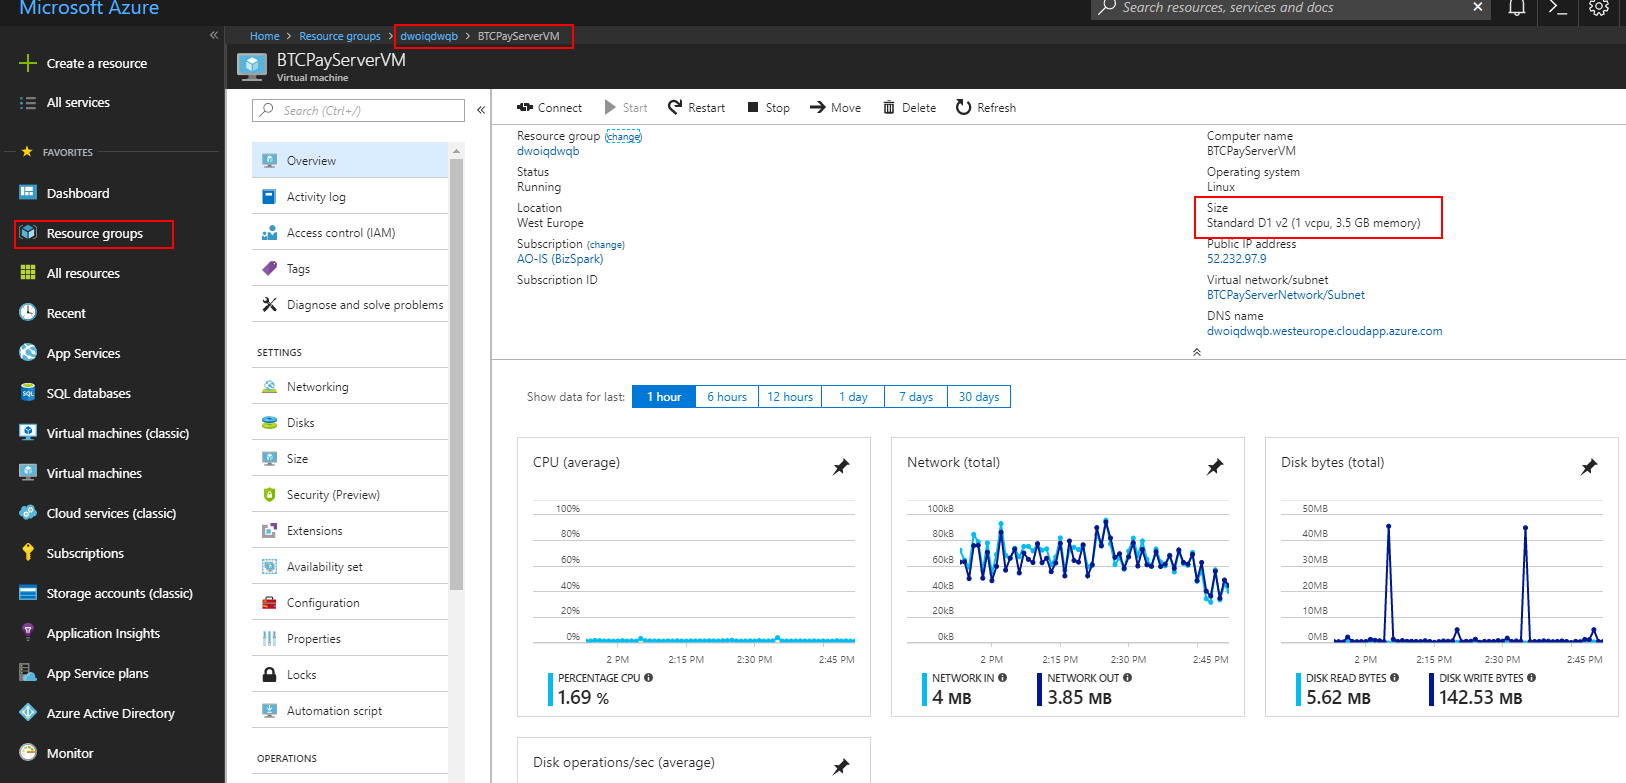 Microsoft Azure
Search resources, services and docs
Home > Resource groups > dwoiqdwqb > BTCPayServerVM
BTCPayServerVM
Virtual machine
Create a resource
All services
FAVORITES
Dashboard
Resource groups
All resources
Recent
App Services
SQL databases
Virtual machines (classic)
Virtual machines
Cloud services (classic)
Subscriptions
Storage accounts (classic)
Application Insights
App Service plans
Azure Active Directory
Monitor
Search (Ctrl+/)
Overview
Activity log
Access control (IAM)
Tags
Diagnose and solve problems
SETTINGS
Networking
Disks
Size
Security (Preview)
Extensions
Availability set
Configuration
Properties
Locks
Automation script
OPERATIONS
Connect Start Restart Stop Move Delete Refresh
Resource group (change)
dwoiqdwqb
Status
Running
Location
West Europe
Subscription (change)
AO-IS (BizSpark)
Subscription ID
Computer name
BTCPayServerVM
Operating system
Linux
Size
Standard D1 v2 (1 vcpu, 3.5 GB memory)
Public IP address
52.232.97.9
Virtual network/subnet
BTCPayServerNetwork/Subnet
DNS name
dwoiqdwqb.westeurope.cloudapp.azure.com
Show data for last: 1 hour 6 hours 12 hours 1 day 7 days 30 days
CPU (average)
100%
80%
60%
40%
20%
0%
2 PM 2:15 PM 2:30 PM 2:45 PM
PERCENTAGE CPU
1.69 %
Network (total)
100kB
80kB
60kB
40kB
20kB
0kB
2 PM 2:15 PM 2:30 PM 2:45 PM
NETWORK IN
4 MB
NETWORK OUT
3.85 MB
Disk bytes (total)
50MB
40MB
30MB
20MB
10MB
0MB
2 PM 2:15 PM 2:30 PM 2:45 PM
DISK READ BYTES
5.62 MB
DISK WRITE BYTES
142.53 MB
Disk operations/sec (average)